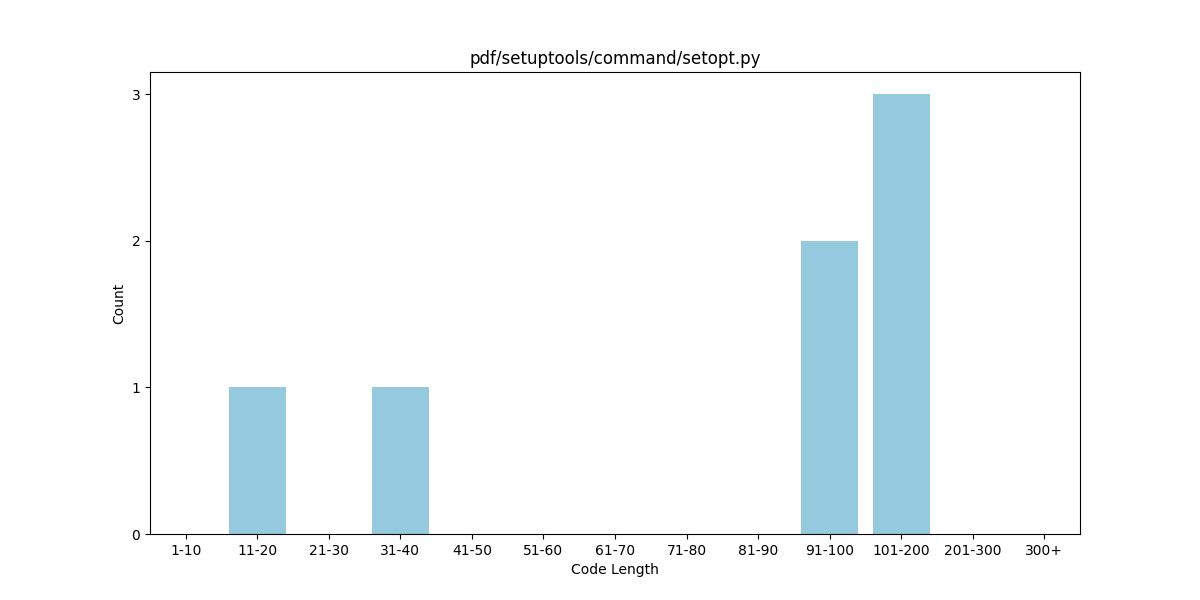 pdf/setuptools/command/setopt.py
3
2
1
0
Count
1-10 11-20 21-30 31-40 41-50 51-60 61-70 71-80 81-90 91-100 101-200 201-300 300+
Code Length